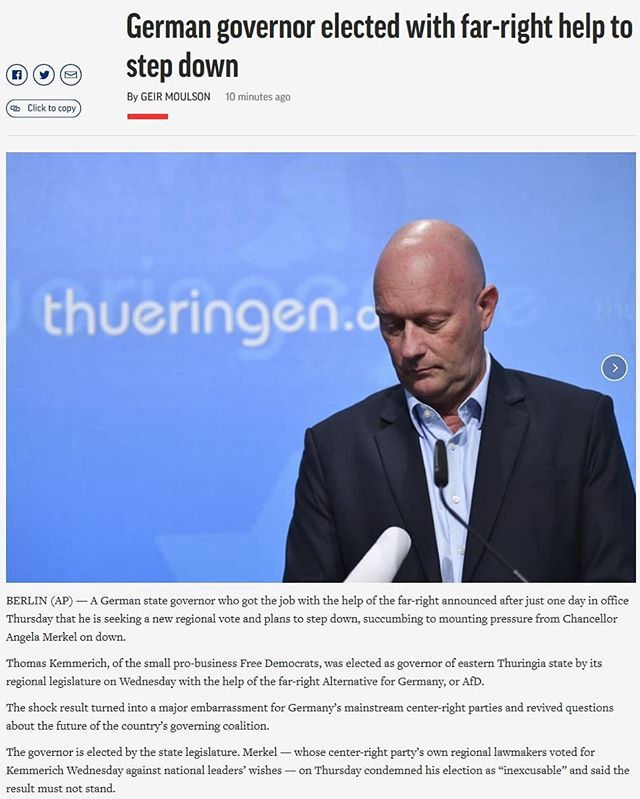 German governor elected with far-right help to
step down
By GEIR MOULSON 10 minutes ago
Click to copy
thueringen.
BERLIN (AP) — A German state governor who got the job with the help of the far-right announced after just one day in office
Thursday that he is seeking a new regional vote and plans to step down, succumbing to mounting pressure from Chancellor
Angela Merkel on down.
Thomas Kemmerich, of the small pro-business Free Democrats, was elected as governor of eastern Thuringia state by its
regional legislature on Wednesday with the help of the far-right Alternative for Germany, or AfD.
The shock result turned into a major embarrassment for Germany's mainstream center-right parties and revived questions
about the future of the country's governing coalition.
The governor is elected by the state legislature. Merkel — whose center-right party's own regional lawmakers voted for
Kemmerich Wednesday against national leaders' wishes — on Thursday condemned his election as “inexcusable” and said the
result must not stand.